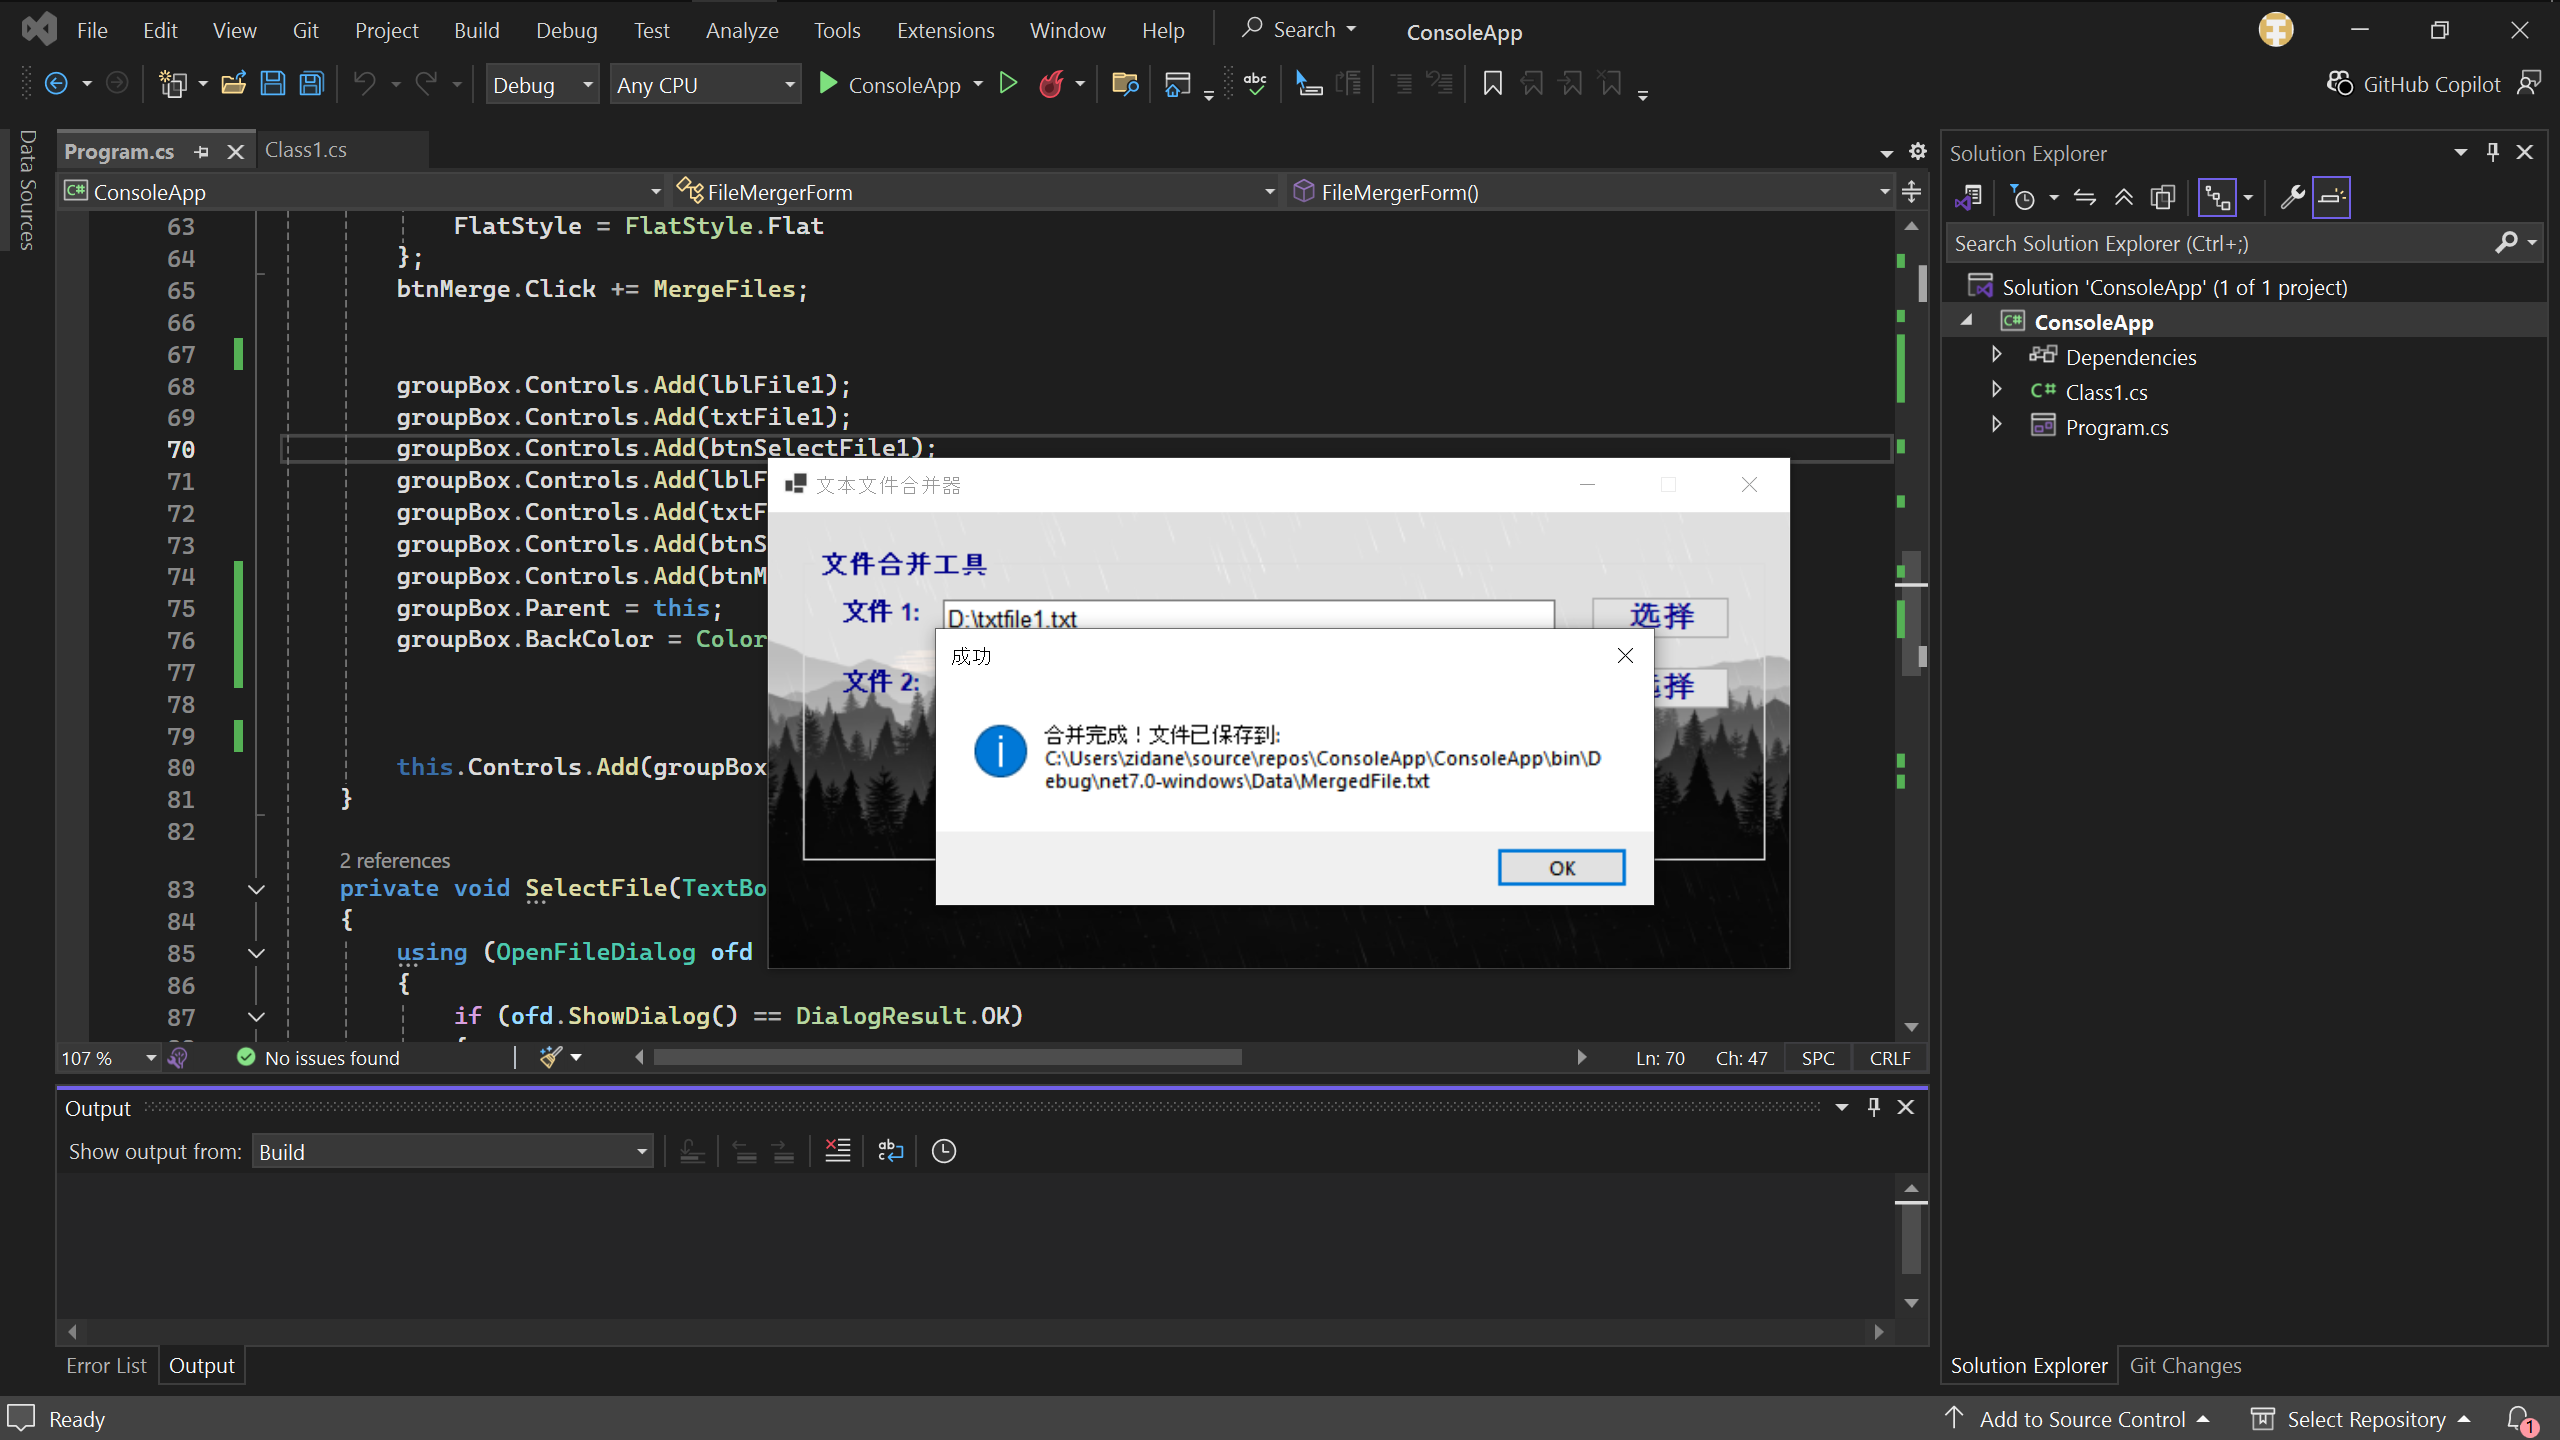 File Edit View Git Project Build Debug Test Analyze Tools Extensions Window Help Search ConsoleApp
Debug Any CPU ConsoleApp GitHub Copilot
Data Sources
Program.cs Class1.cs
ConsoleApp FileMergerForm FileMergerForm()
63 FlatStyle = FlatStyle.Flat
64 };
65 btnMerge.Click += MergeFiles;
66
67
68 groupBox.Controls.Add(lblFile1);
69 groupBox.Controls.Add(txtFile1);
70 groupBox.Controls.Add(btnSelectFile1);
71 groupBox.Controls.Add(lblF
72 groupBox.Controls.Add(txtF
73 groupBox.Controls.Add(btnS
74 groupBox.Controls.Add(btnM
75 groupBox.Parent = this;
76 groupBox.BackColor = Color
77
78
79
80 this.Controls.Add(groupBox
81 }
82
2 references
83 private void SelectFile(TextBo
84 {
85 using (OpenFileDialog ofd
86 {
87 if (ofd.ShowDialog() == DialogResult.OK)
107 % No issues found Ln: 70 Ch: 47 SPC CRLF
文本文件合并器
文件合并工具
文件 1: D:\txtfile1.txt 选择
文件 2: 选择
成功
合并完成！文件已保存到:
C:\Users\zidane\source\repos\ConsoleApp\ConsoleApp\bin\D
ebug\net7.0-windows\Data\MergedFile.txt
OK
Output
Show output from: Build
Error List Output
Solution Explorer
Search Solution Explorer (Ctrl+;)
Solution 'ConsoleApp' (1 of 1 project)
ConsoleApp
Dependencies
C# Class1.cs
Program.cs
Solution Explorer Git Changes
Ready Add to Source Control Select Repository 1